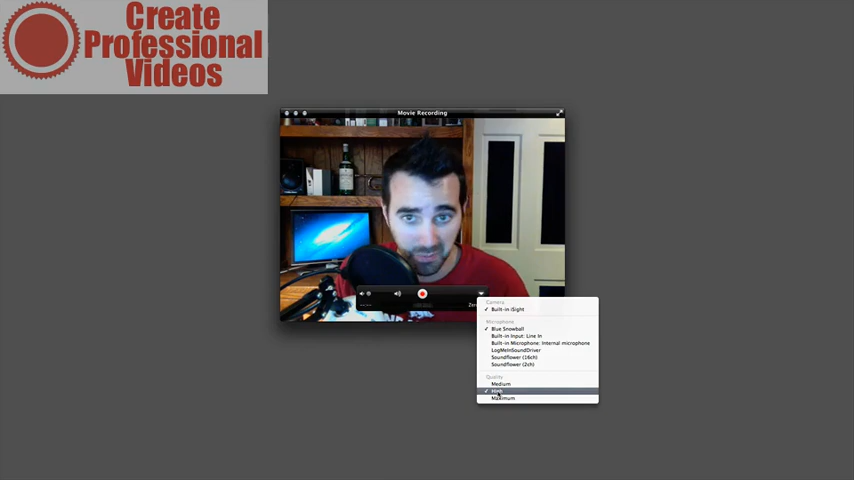 Create
Professional
Videos
Movie Recording
Camera
✓ Built-in iSight
Microphone
✓ Blue Snowball
Built-in Input: Line In
Built-in Microphone: Internal microphone
LogMeInSoundDriver
Soundflower (16ch)
Soundflower (2ch)
Quality
Medium
✓ High
Maximum